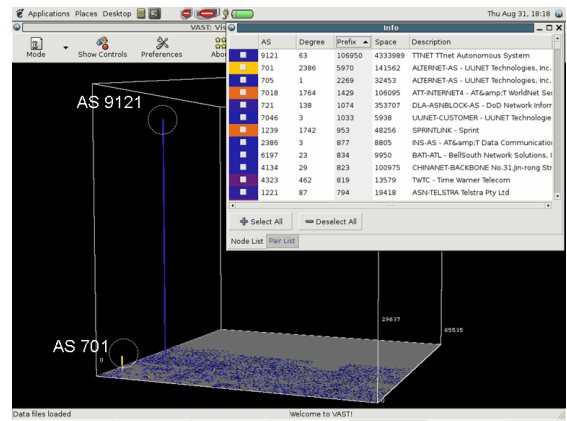 Applications Places Desktop Thu Aug 31, 18:18
VAST: Vis
Info
Mode Show Controls Preferences Abo
AS Degree Prefix Space Description
9121 63 106950 4333989 TTNET TTnet Autonomous System
701 2386 5970 141562 ALTERNET-AS - UUNET Technologies, Inc.
705 1 2269 32453 ALTERNET-AS - UUNET Technologies, Inc.
7018 1764 1429 106095 ATT-INTERNET4 - AT&amp;T WorldNet Ser
721 138 1074 353707 DLA-ASNBLOCK-AS - DoD Network Inforr
7046 3 1033 5938 UUNET-CUSTOMER - UUNET Technologie
1239 1742 953 48256 SPRINTLINK - Sprint
2386 3 877 8805 INS-AS - AT&amp;T Data Communicatio
6197 23 834 9950 BATI-ATL - BellSouth Network Solutions, I
4134 29 823 100975 CHINANET-BACKBONE No.31,Jin-rong Str
4323 462 819 13579 TWTC - Time Warner Telecom
1221 87 794 19418 ASN-TELSTRA Telstra Pty Ltd
Select All Deselect All
Node List Pair List
AS 9121
AS 701
0
29637
65535
0
Data files loaded Welcome to VAST!